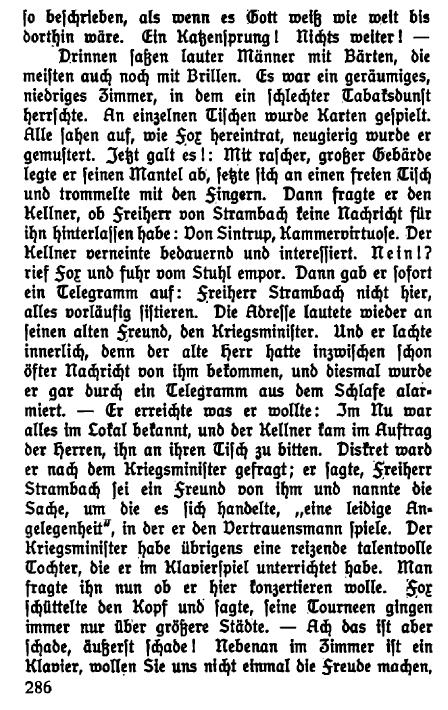 so beschrieben, als wenn es Gott weiß wie weit bis
dorthin wäre. Ein Katzensprung! Nichts weiter! —
Drinnen saßen lauter Männer mit Bärten, die
meisten auch noch mit Brillen. Es war ein geräumiges,
niedriges Zimmer, in dem ein schlechter Tabaksdunst
herrschte. An einzelnen Tischen wurde Karten gespielt.
Alle sahen auf, wie Fox hereintrat, neugierig wurde er
gemustert. Jetzt galt es!: Mit rascher, großer Gebärde
legte er seinen Mantel ab, setzte sich an einen freien Tisch
und trommelte mit den Fingern. Dann fragte er den
Kellner, ob Freiherr von Strambach keine Nachricht für
ihn hinterlassen habe: Von Sintrup, Kammervirtuose. Der
Kellner verneinte bedauernd und interessiert. Nein!?
rief Fox und fuhr vom Stuhl empor. Dann gab er sofort
ein Telegramm auf: Freiherr Strambach nicht hier,
alles vorläufig sistieren. Die Adresse lautete wieder an
seinen alten Freund, den Kriegsminister. Und er lachte
innerlich, denn der alte Herr hatte inzwischen schon
öfter Nachricht von ihm bekommen, und diesmal wurde
er gar durch ein Telegramm aus dem Schlafe alar-
miert. — Er erreichte was er wollte: Im Nu war
alles im Lokal bekannt, und der Kellner kam im Auftrag
der Herren, ihn an ihren Tisch zu bitten. Diskret ward
er nach dem Kriegsminister gefragt; er sagte, Freiherr
Strambach sei ein Freund von ihm und nannte die
Sache, um die es sich handelte, „eine leidige An-
gelegenheit“, in der er den Vertrauensmann spiele. Der
Kriegsminister habe übrigens eine reizende talentvolle
Tochter, die er im Klavierspiel unterrichtet habe. Man
fragte ihn nun ob er hier konzertieren wolle. Fox
schüttelte den Kopf und sagte, seine Tourneen gingen
immer nur über größere Städte. — Ach das ist aber
schade, äußerst schade! Nebenan im Zimmer ist ein
Klavier, wollen Sie uns nicht einmal die Freude machen,
286